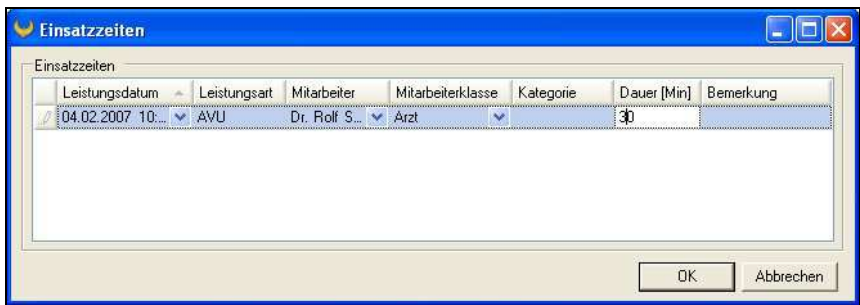 Einsatzzeiten
Einsatzzeiten
Leistungsdatum Leistungsart Mitarbeiter Mitarbeiterklasse Kategorie Dauer [Min] Bemerkung
04.02.2007 10:... AVU Dr. Rolf S... Arzt 30
OK Abbrechen